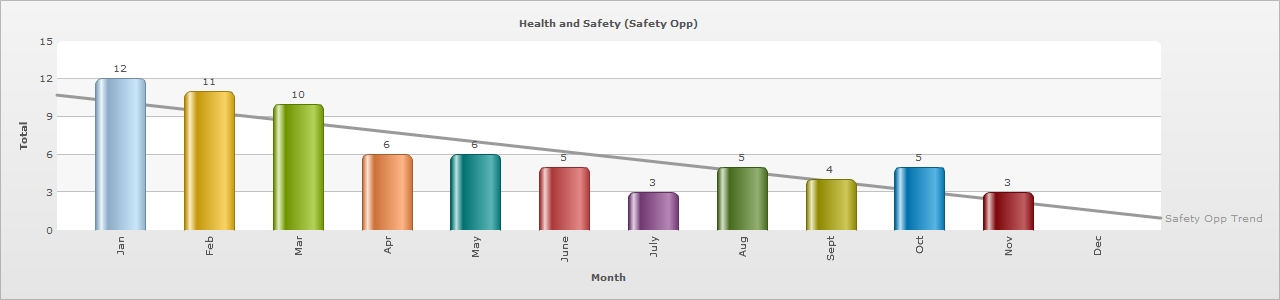 Health and Safety (Safety Opp)
Total
15
12
9
6
3
0
12
11
10
6
6
5
3
5
4
5
3
Safety Opp Trend
Jan
Feb
Mar
Apr
May
June
July
Aug
Sept
Oct
Nov
Dec
Month